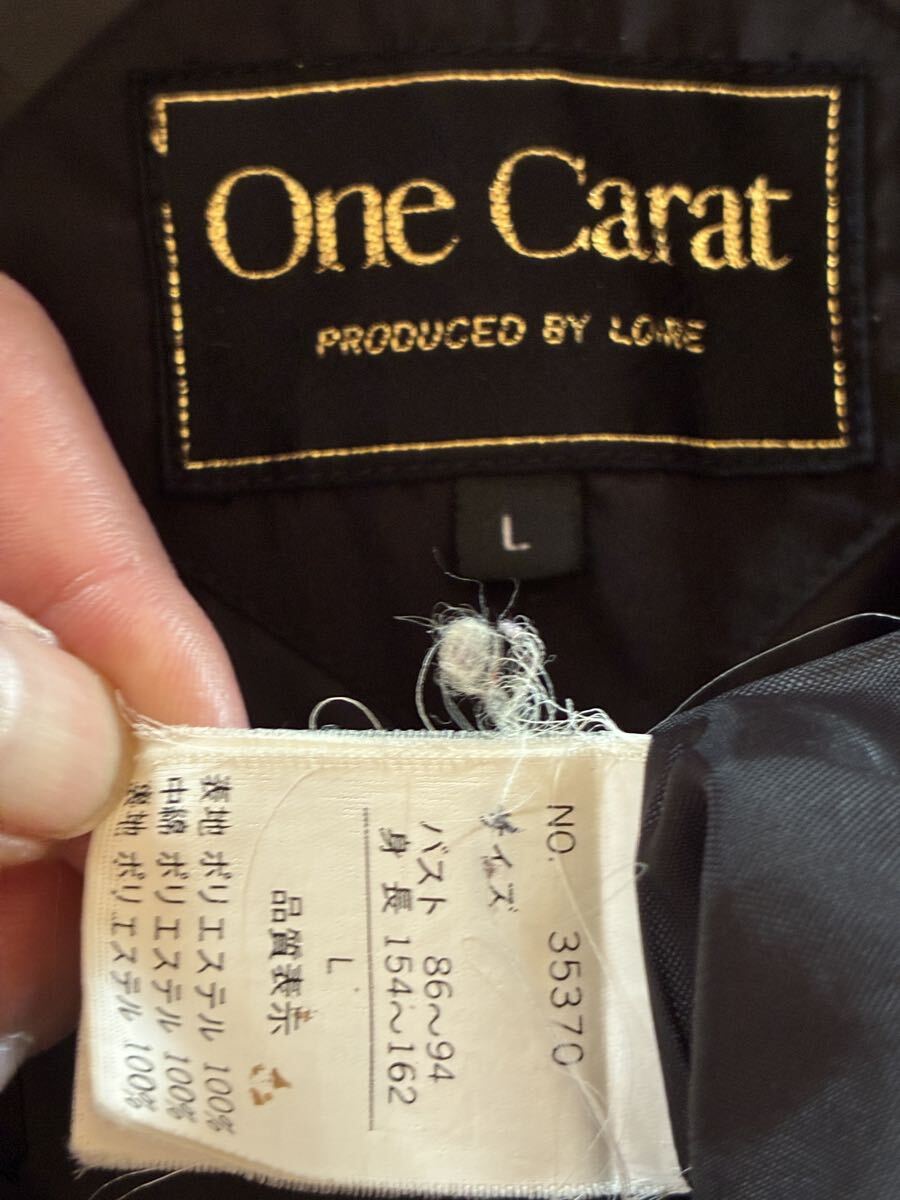 One Carat
PRODUCED BY LOIRE
L
NO. 35370
サイズ
バスト 86～94
身長 154～162
L
品質表示
表地 ポリエステル 100%
中綿 ポリエステル 100%
裏地 ポリエステル 100%